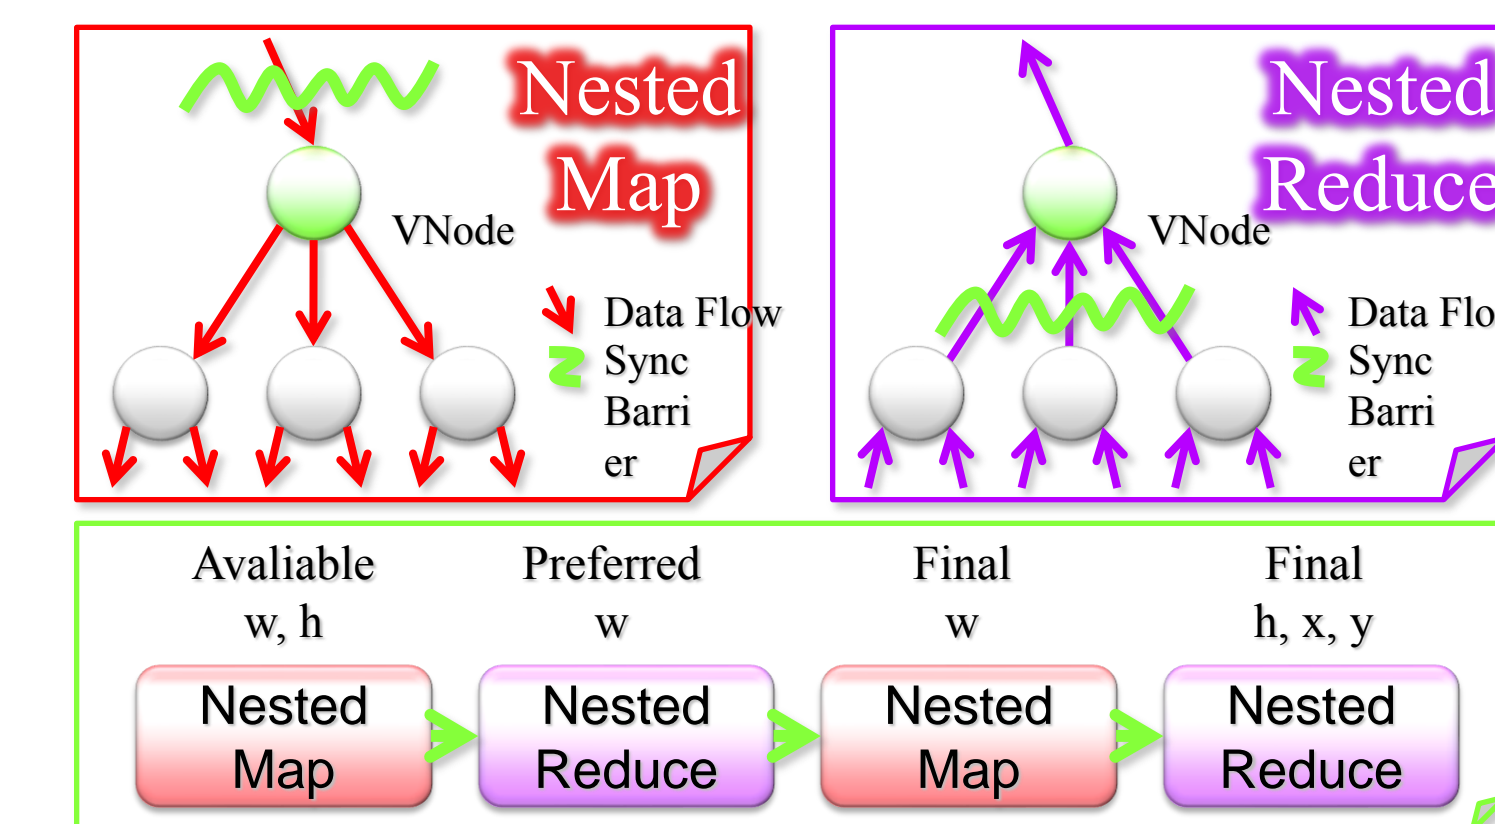 Nested
Map
VNode
Data Flow
Sync
Barri
er
Nested
Reduce
VNode
Data Flo
Sync
Barri
er
Avaliable
w, h
Preferred
w
Final
w
Final
h, x, y
Nested
Map
Nested
Reduce
Nested
Map
Nested
Reduce